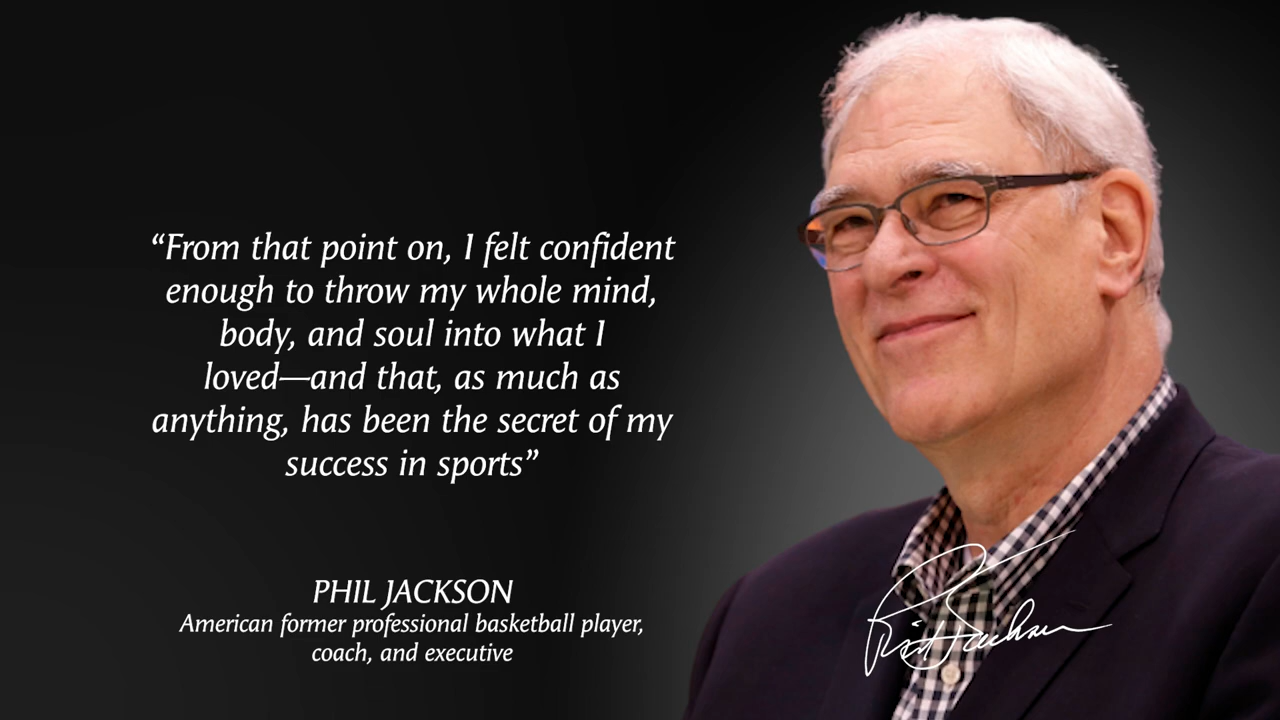 “From that point on, I felt confident
enough to throw my whole mind,
body, and soul into what I
loved—and that, as much as
anything, has been the secret of my
success in sports”
PHIL JACKSON
American former professional basketball player,
coach, and executive